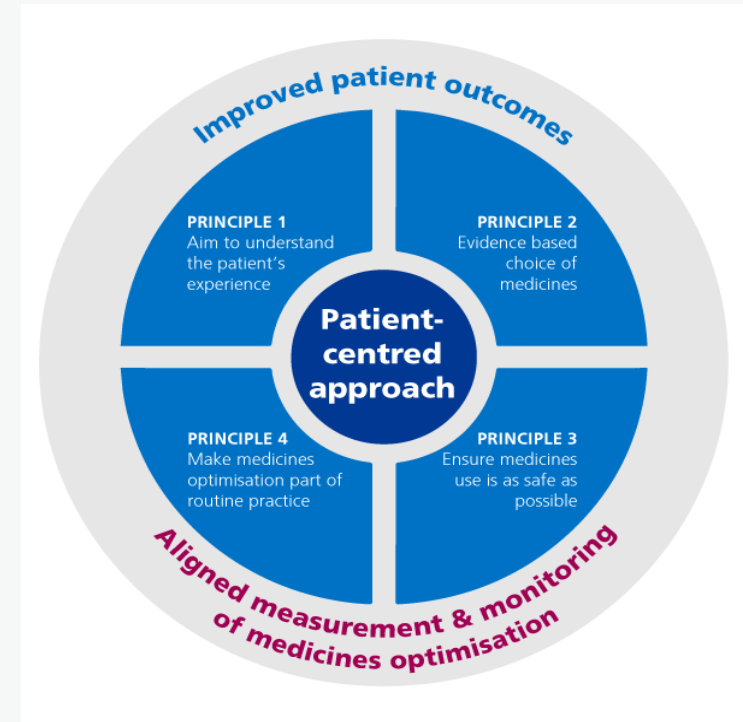 Improved patient outcomes
PRINCIPLE 1
Aim to understand
the patient's
experience
PRINCIPLE 2
Evidence based
choice of
medicines
Patient-
centred
approach
PRINCIPLE 4
Make medicines
optimisation part of
routine practice
PRINCIPLE 3
Ensure medicines
use is as safe as
possible
Aligned measurement & monitoring
of medicines optimisation